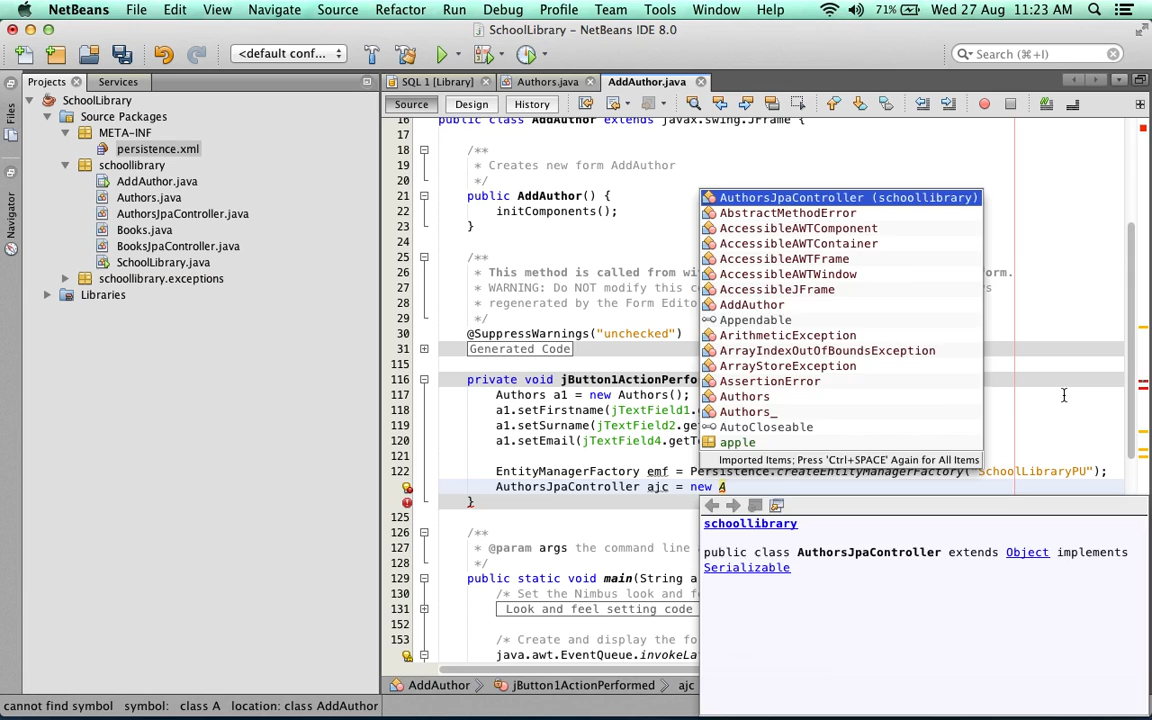 NetBeans File Edit View Navigate Source Refactor Run Debug Profile Team Tools Window 71% Wed 27 Aug 11:23 AM
SchoolLibrary – NetBeans IDE 8.0
<default conf... Search (⌘+I)
Projects Services
SQL 1 [Library] Authors.java AddAuthor.java
Source Design History
Files
Navigator
SchoolLibrary
Source Packages
META-INF
persistence.xml
schoollibrary
AddAuthor.java
Authors.java
AuthorsJpaController.java
Books.java
BooksJpaController.java
SchoolLibrary.java
schoollibrary.exceptions
Libraries
16 public class AddAuthor extends javax.swing.JFrame {
17
18 /**
19 * Creates new form AddAuthor
20 */
21 public AddAuthor() {
22 initComponents();
23 }
24
25 /**
26 * This method is called from wi orm.
27 * WARNING: Do NOT modify this c s
28 * regenerated by the Form Edito
29 */
30 @SuppressWarnings("unchecked")
31 Generated Code
115
116 private void jButton1ActionPerfo
117 Authors a1 = new Authors();
118 a1.setFirstname(jTextField1.
119 a1.setSurname(jTextField2.ge
120 a1.setEmail(jTextField4.getT
122 EntityManagerFactory emf = Persistence.createEntityManagerFactory("SchoolLibraryPU");
AuthorsJpaController ajc = new A
}
125
126 /**
127 * @param args the command line a
128 */
129 public static void main(String a
130 /* Set the Nimbus look and f
131 Look and feel setting code
152
153 /* Create and display the fo
java.awt.EventQueue.invokeLa
AuthorsJpaController (schoollibrary)
AbstractMethodError
AccessibleAWTComponent
AccessibleAWTContainer
AccessibleAWTFrame
AccessibleAWTWindow
AccessibleJFrame
AddAuthor
Appendable
ArithmeticException
ArrayIndexOutOfBoundsException
ArrayStoreException
AssertionError
Authors
Authors_
AutoCloseable
apple
Imported Items; Press 'Ctrl+SPACE' Again for All Items
schoollibrary
public class AuthorsJpaController extends Object implements
Serializable
AddAuthor jButton1ActionPerformed ajc
cannot find symbol symbol: class A location: class AddAuthor